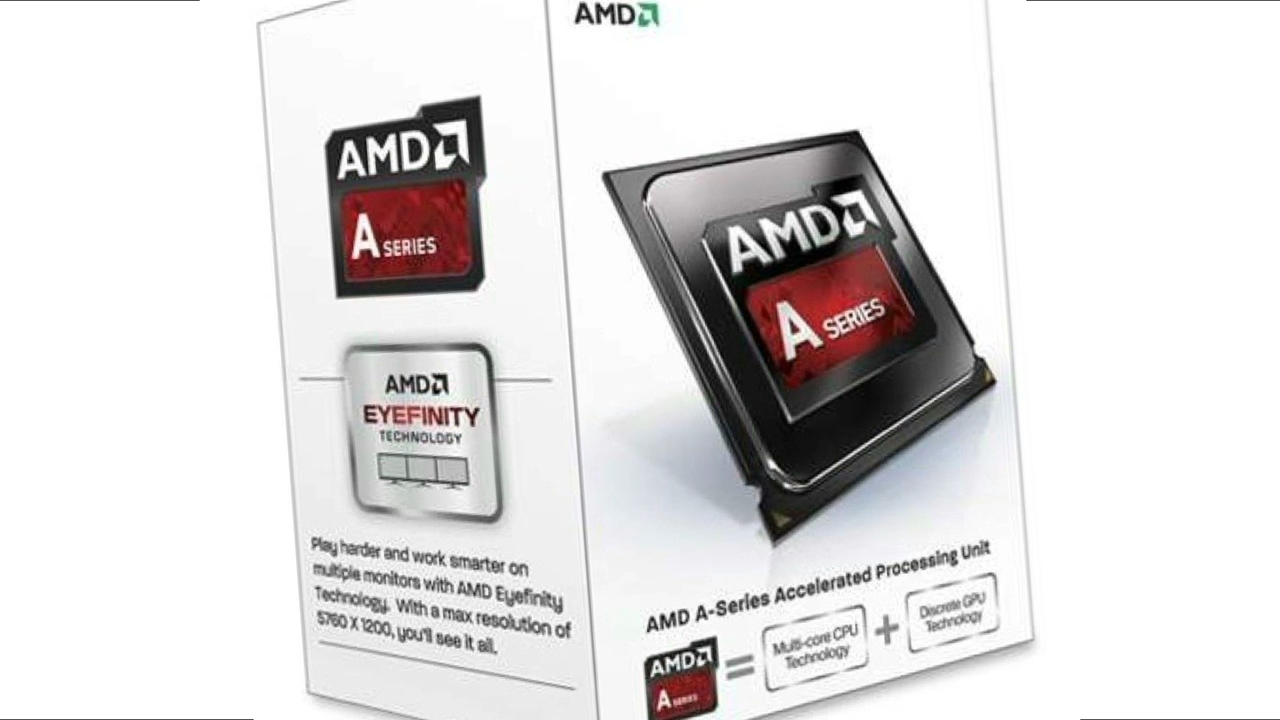 AMD
A SERIES
AMD
EYEFINITY
TECHNOLOGY
Play harder and work smarter on
multiple monitors with AMD Eyefinity
Technology. With a max resolution of
5760 X 1200, you'll see it all.
AMD
AMD
A SERIES
AMD A-Series Accelerated Processing Unit
AMD
A SERIES
=
Multi-core CPU
Technology
+
Discrete GPU
Technology